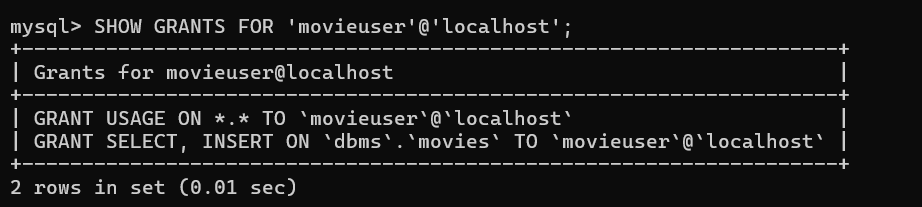 mysql> SHOW GRANTS FOR 'movieuser'@'localhost';
+--------------------------------------------------------------------+
| Grants for movieuser@localhost                                     |
+--------------------------------------------------------------------+
| GRANT USAGE ON *.* TO `movieuser`@`localhost`                      |
| GRANT SELECT, INSERT ON `dbms`.`movies` TO `movieuser`@`localhost` |
+--------------------------------------------------------------------+
2 rows in set (0.01 sec)